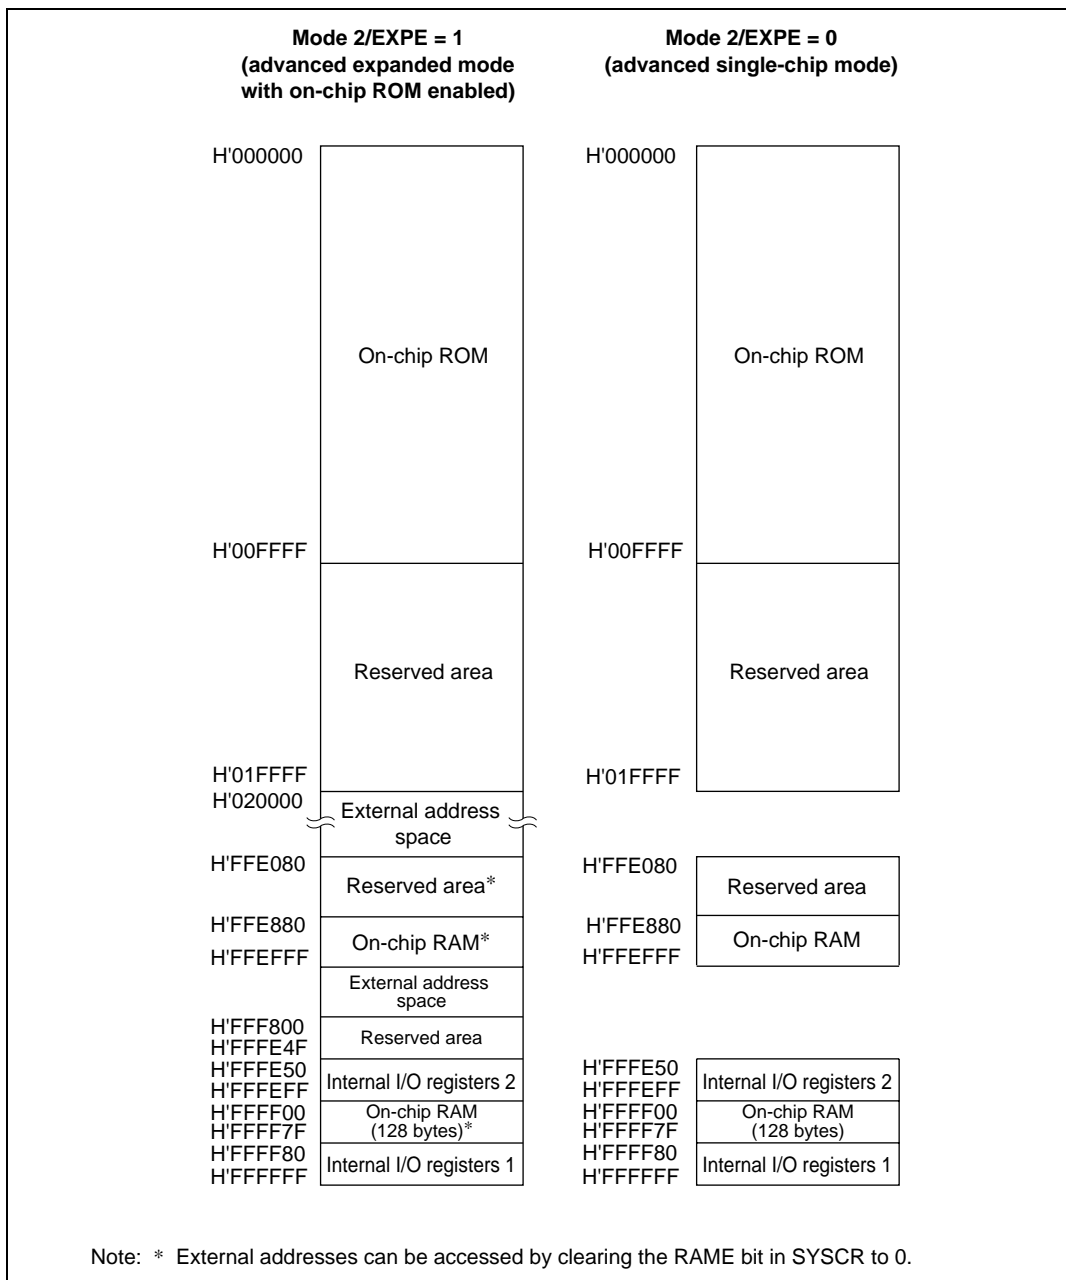 Mode 2/EXPE = 1
(advanced expanded mode
with on-chip ROM enabled)
H'000000
On-chip ROM
H'00FFFF
Reserved area
H'01FFFF
H'020000
External address
space
H'FFE080
Reserved area*
H'FFE880
On-chip RAM*
H'FFEFFF
External address
space
H'FFF800
Reserved area
H'FFFE4F
H'FFFE50
Internal I/O registers 2
H'FFFEFF
H'FFFF00
On-chip RAM
(128 bytes)*
H'FFFF7F
H'FFFF80
Internal I/O registers 1
H'FFFFFF
Mode 2/EXPE = 0
(advanced single-chip mode)
H'000000
On-chip ROM
H'00FFFF
Reserved area
H'01FFFF
H'FFE080
Reserved area
H'FFE880
On-chip RAM
H'FFEFFF
H'FFFE50
Internal I/O registers 2
H'FFFEFF
H'FFFF00
On-chip RAM
(128 bytes)
H'FFFF7F
H'FFFF80
Internal I/O registers 1
H'FFFFFF
Note: * External addresses can be accessed by clearing the RAME bit in SYSCR to 0.